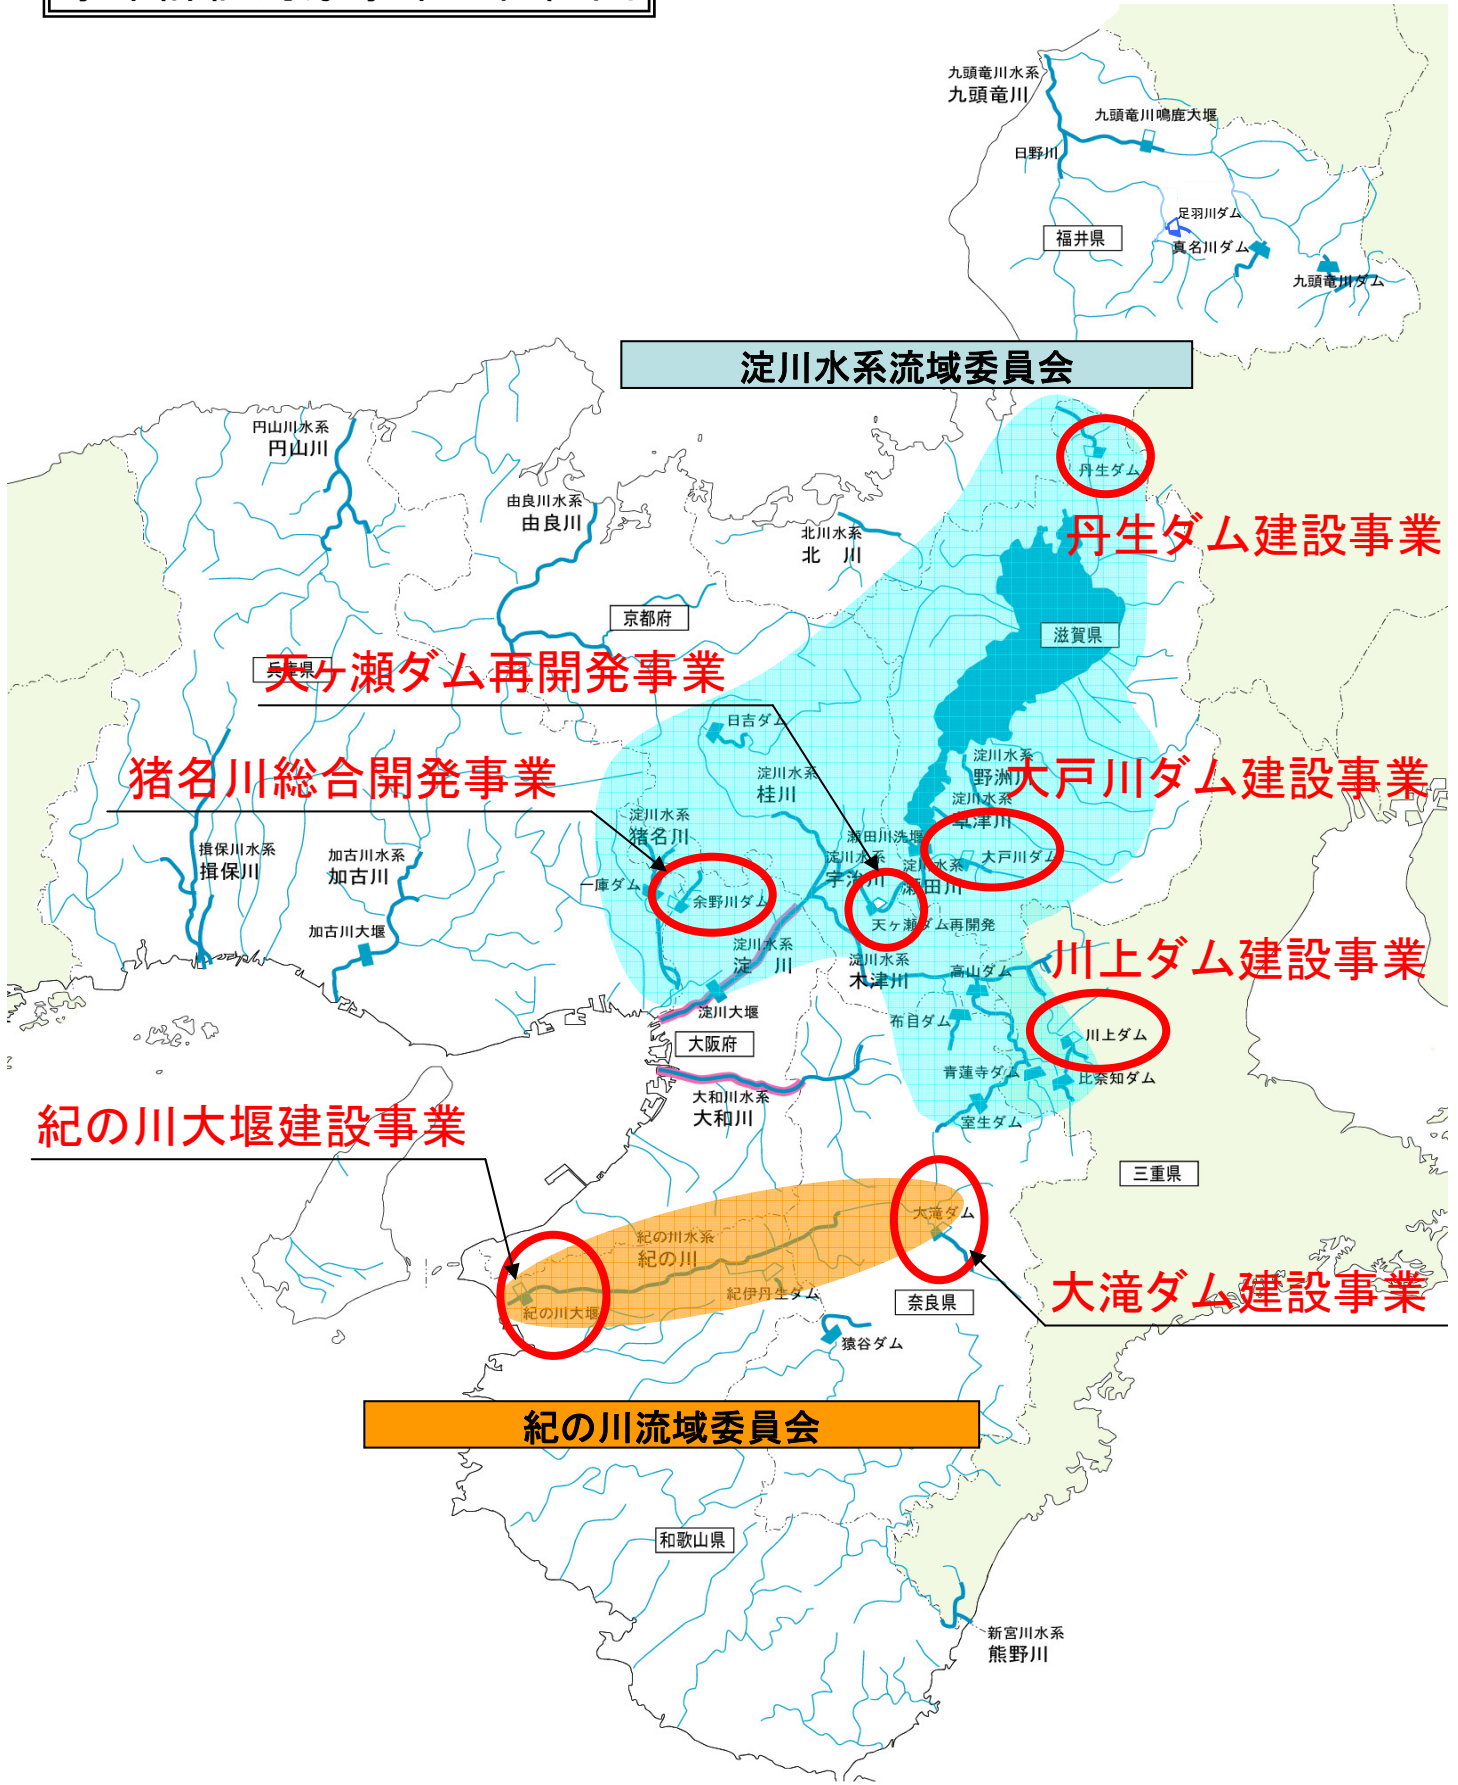 九頭竜川水系
九頭竜川
九頭竜川鳴鹿大堰
日野川
足羽川ダム
福井県
真名川ダム
九頭竜川ダム
淀川水系流域委員会
円山川水系
円山川
丹生ダム
由良川水系
由良川
北川水系
北 川
丹生ダム建設事業
京都府
滋賀県
兵庫県
天ヶ瀬ダム再開発事業
日吉ダム
淀川水系
野洲川
猪名川総合開発事業
淀川水系
桂川
大戸川ダム建設事業
淀川水系
草津川
淀川水系
猪名川
瀬田川洗堰
揖保川水系
揖保川
加古川水系
加古川
淀川水系
宇治川
淀川水系
瀬田川
大戸川ダム
一庫ダム
余野川ダム
天ヶ瀬ダム再開発
加古川大堰
淀川水系
淀 川
淀川水系
木津川
高山ダム
川上ダム建設事業
淀川大堰
布目ダム
川上ダム
大阪府
青蓮寺ダム
比奈知ダム
大和川水系
大和川
室生ダム
紀の川大堰建設事業
三重県
大滝ダム
紀の川水系
紀の川
紀伊丹生ダム
紀の川大堰
奈良県
大滝ダム建設事業
猿谷ダム
紀の川流域委員会
和歌山県
新宮川水系
熊野川